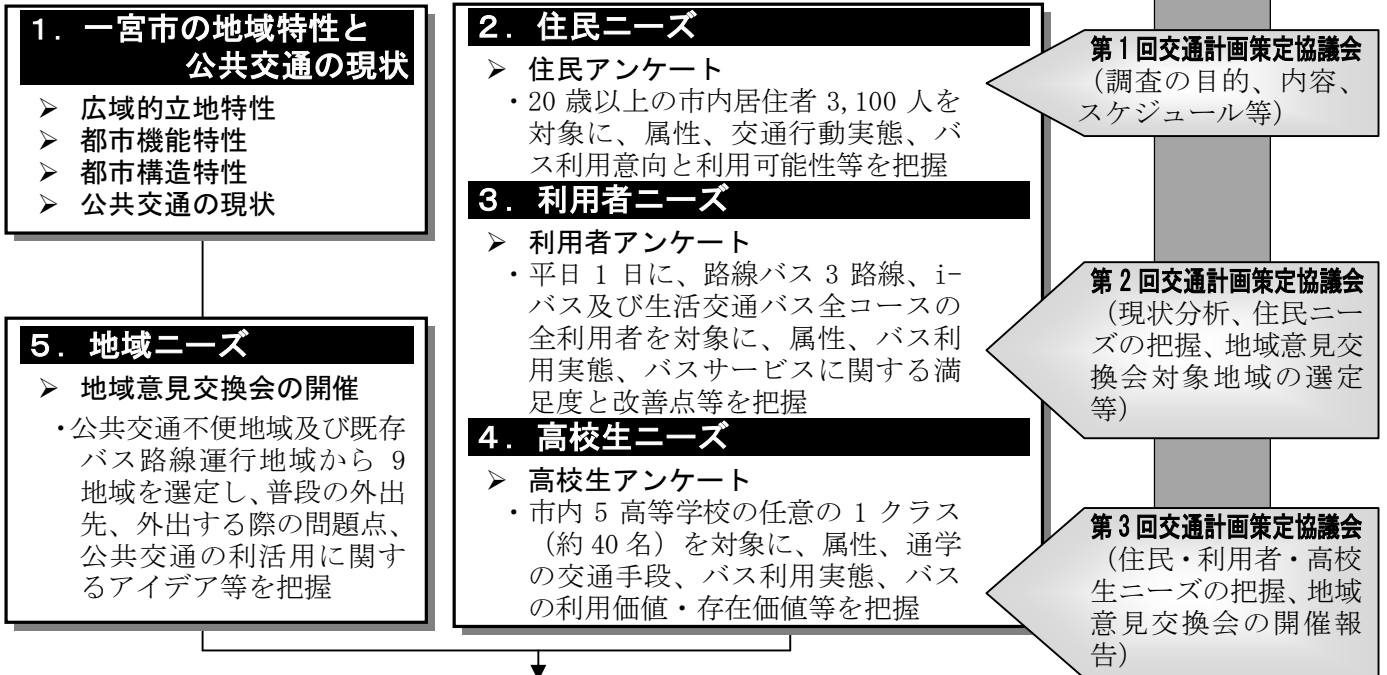 １．一宮市の地域特性と
公共交通の現状
➢ 広域的立地特性
➢ 都市機能特性
➢ 都市構造特性
➢ 公共交通の現状
５．地域ニーズ
➢ 地域意見交換会の開催
・公共交通不便地域及び既存
バス路線運行地域から 9
地域を選定し、普段の外出
先、外出する際の問題点、
公共交通の利活用に関す
るアイデア等を把握
２．住民ニーズ
➢ 住民アンケート
・20 歳以上の市内居住者 3,100 人を
対象に、属性、交通行動実態、バ
ス利用意向と利用可能性等を把握
３．利用者ニーズ
➢ 利用者アンケート
・平日 1 日に、路線バス 3 路線、i-
バス及び生活交通バス全コースの
全利用者を対象に、属性、バス利
用実態、バスサービスに関する満
足度と改善点等を把握
４．高校生ニーズ
➢ 高校生アンケート
・市内 5 高等学校の任意の 1 クラス
（約 40 名）を対象に、属性、通学
の交通手段、バス利用実態、バス
の利用価値・存在価値等を把握
第１回交通計画策定協議会
（調査の目的、内容、
スケジュール等）
第２回交通計画策定協議会
（現状分析、住民ニー
ズの把握、地域意見交
換会対象地域の選定
等）
第３回交通計画策定協議会
（住民・利用者・高校
生ニーズの把握、地域
意見交換会の開催報
告）